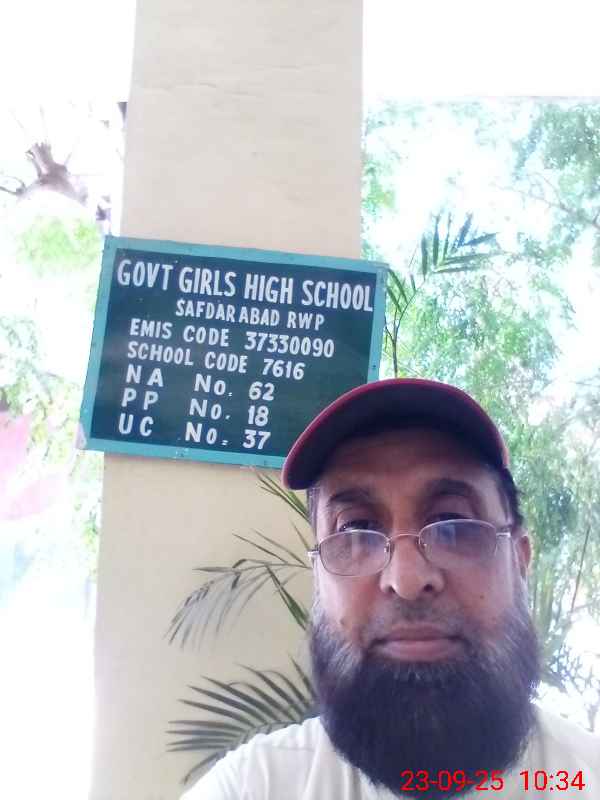 GOVT GIRLS HIGH SCHOOL
SAFDARABAD RWP
EMIS CODE 37330090
SCHOOL CODE 7616
NA No. 62
PP No. 18
UC No. 37
23-09-25 10:34